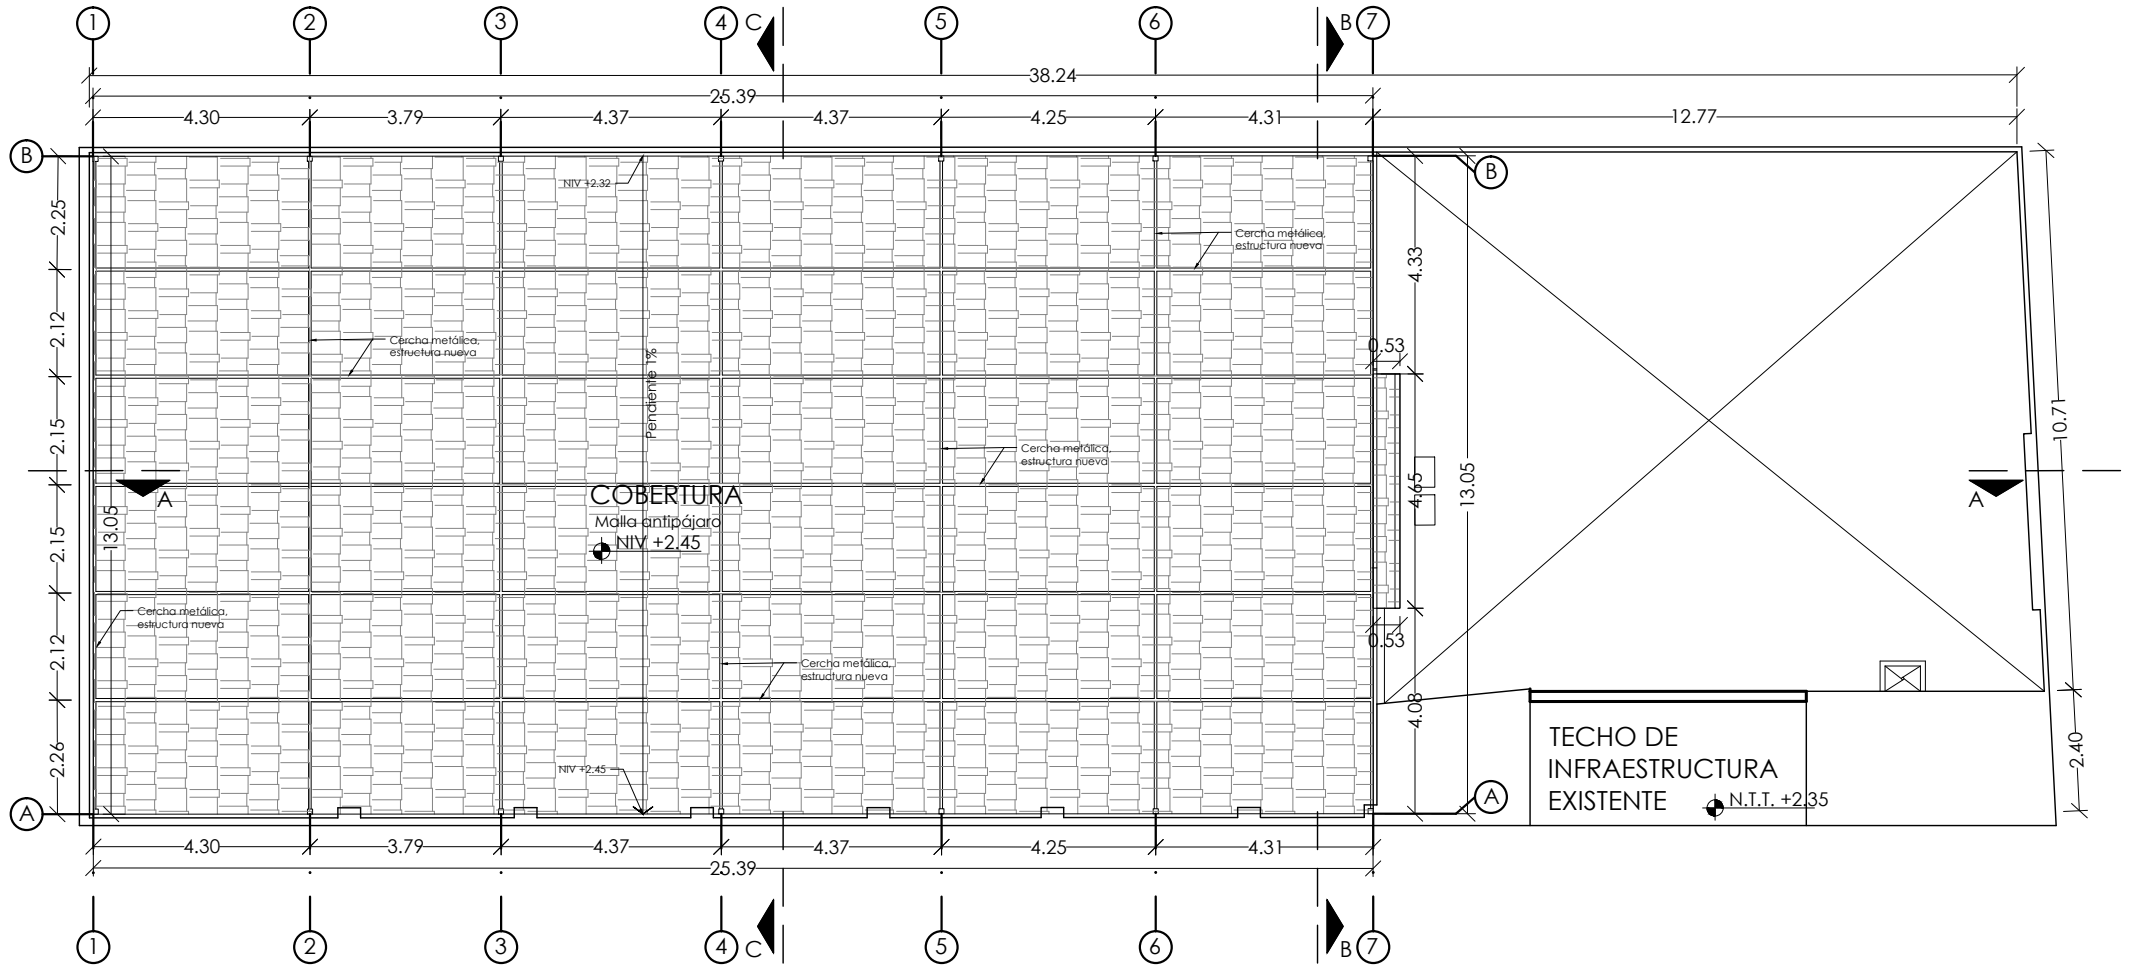 1 2 3 4 C 5 6 B 7
38.24
25.39
4.30 3.79 4.37 4.37 4.25 4.31 12.77
B
B
NIV +2.32
2.25
Cercha metálica,
estructura nueva
4.33
2.12
Cercha metálica,
estructura nueva
0.53
Pendiente 1%
10.71
2.15
Cercha metálica,
estructura nueva
4.65
13.05
A
A
COBERTURA
Malla antipájaro
NIV +2.45
13.05
2.15
Cercha metálica,
estructura nueva
0.53
2.12
Cercha metálica,
estructura nueva
4.08
TECHO DE
INFRAESTRUCTURA
EXISTENTE
N.T.T. +2.35
2.40
2.26
NIV +2.45
A
A
4.30 3.79 4.37 4.37 4.25 4.31
25.39
1 2 3 4 C 5 6 B 7